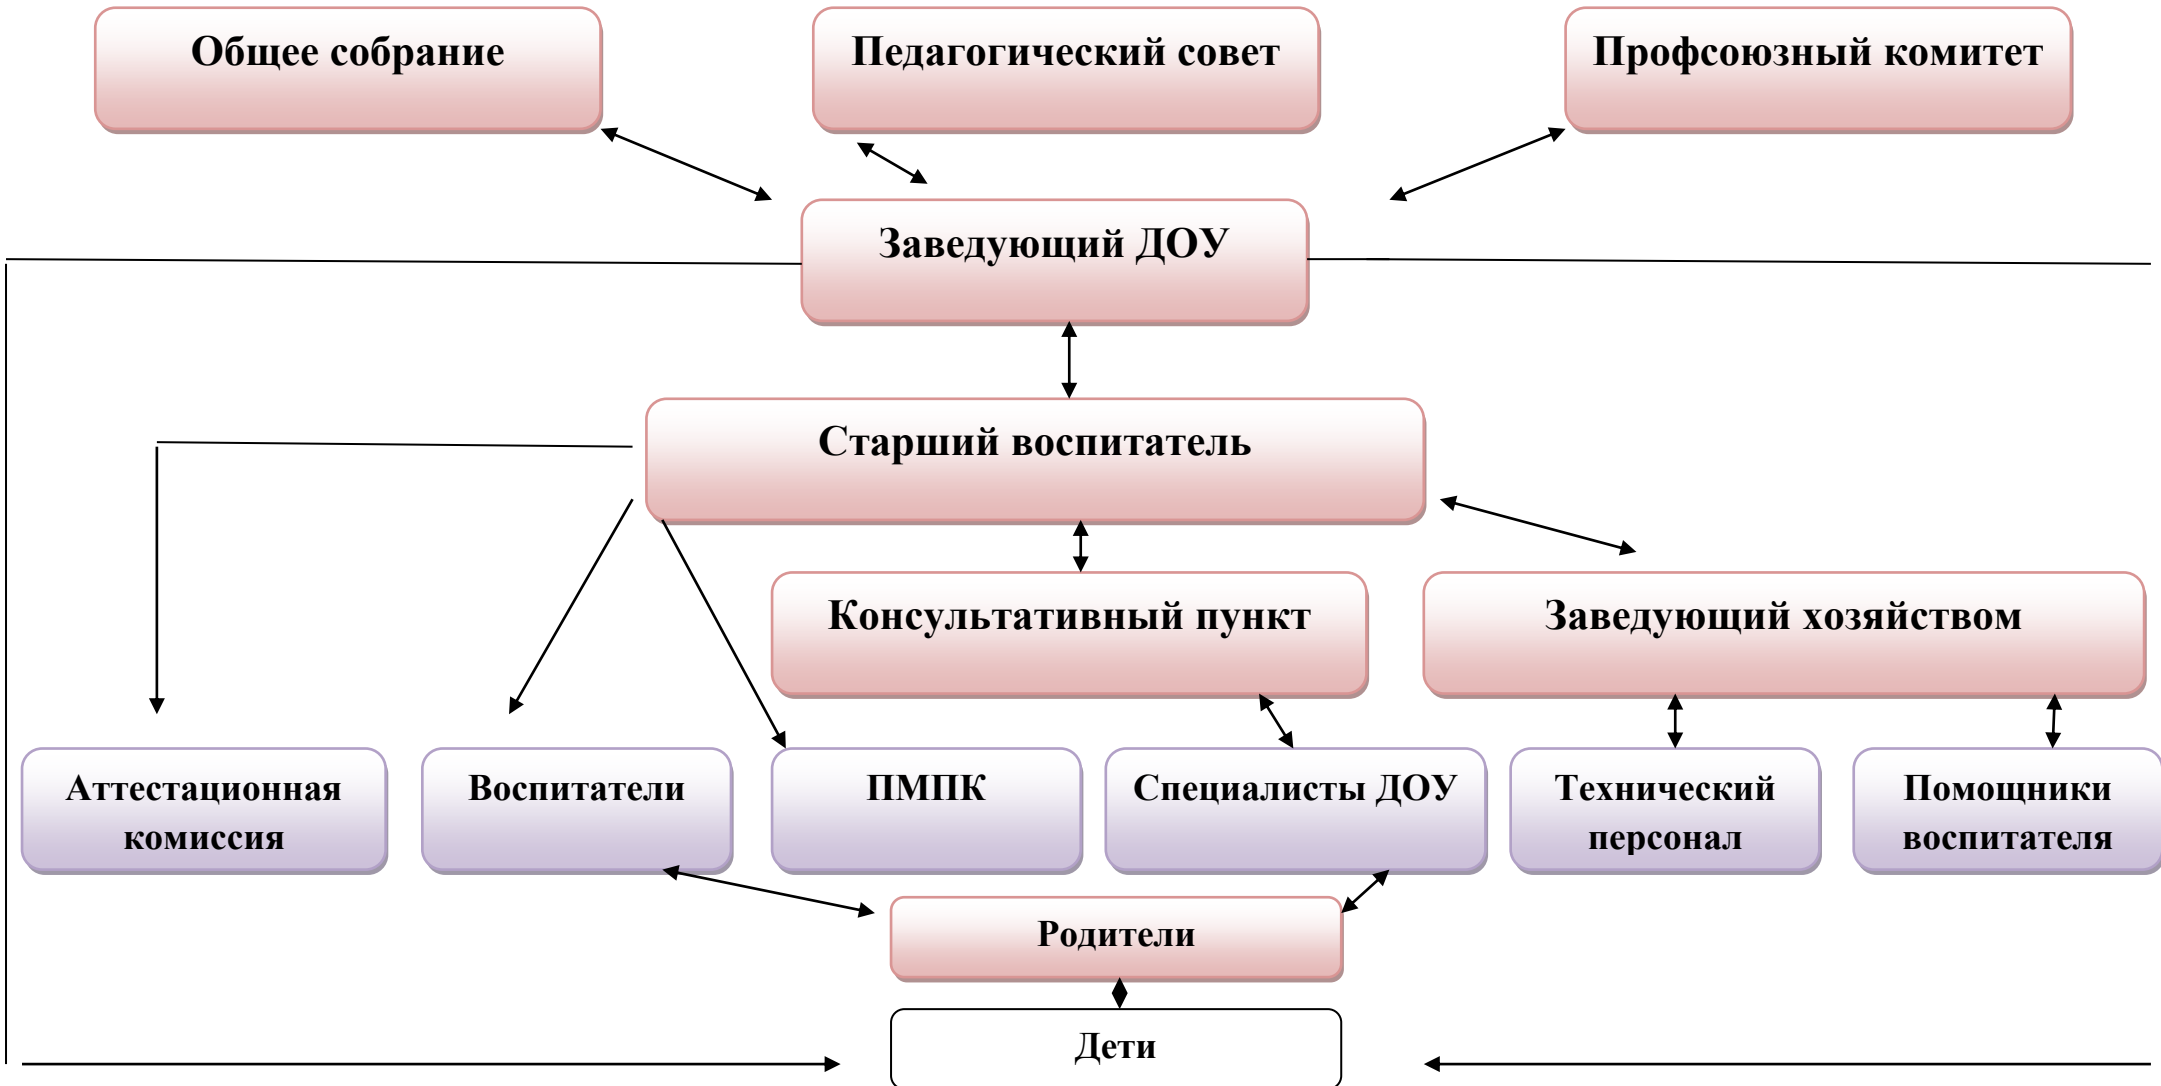 Общее собрание
Педагогический совет
Профсоюзный комитет
Заведующий ДОУ
Старший воспитатель
Консультативный пункт
Заведующий хозяйством
Аттестационная
комиссия
Воспитатели
ПМПК
Специалисты ДОУ
Технический
персонал
Помощники
воспитателя
Родители
Дети